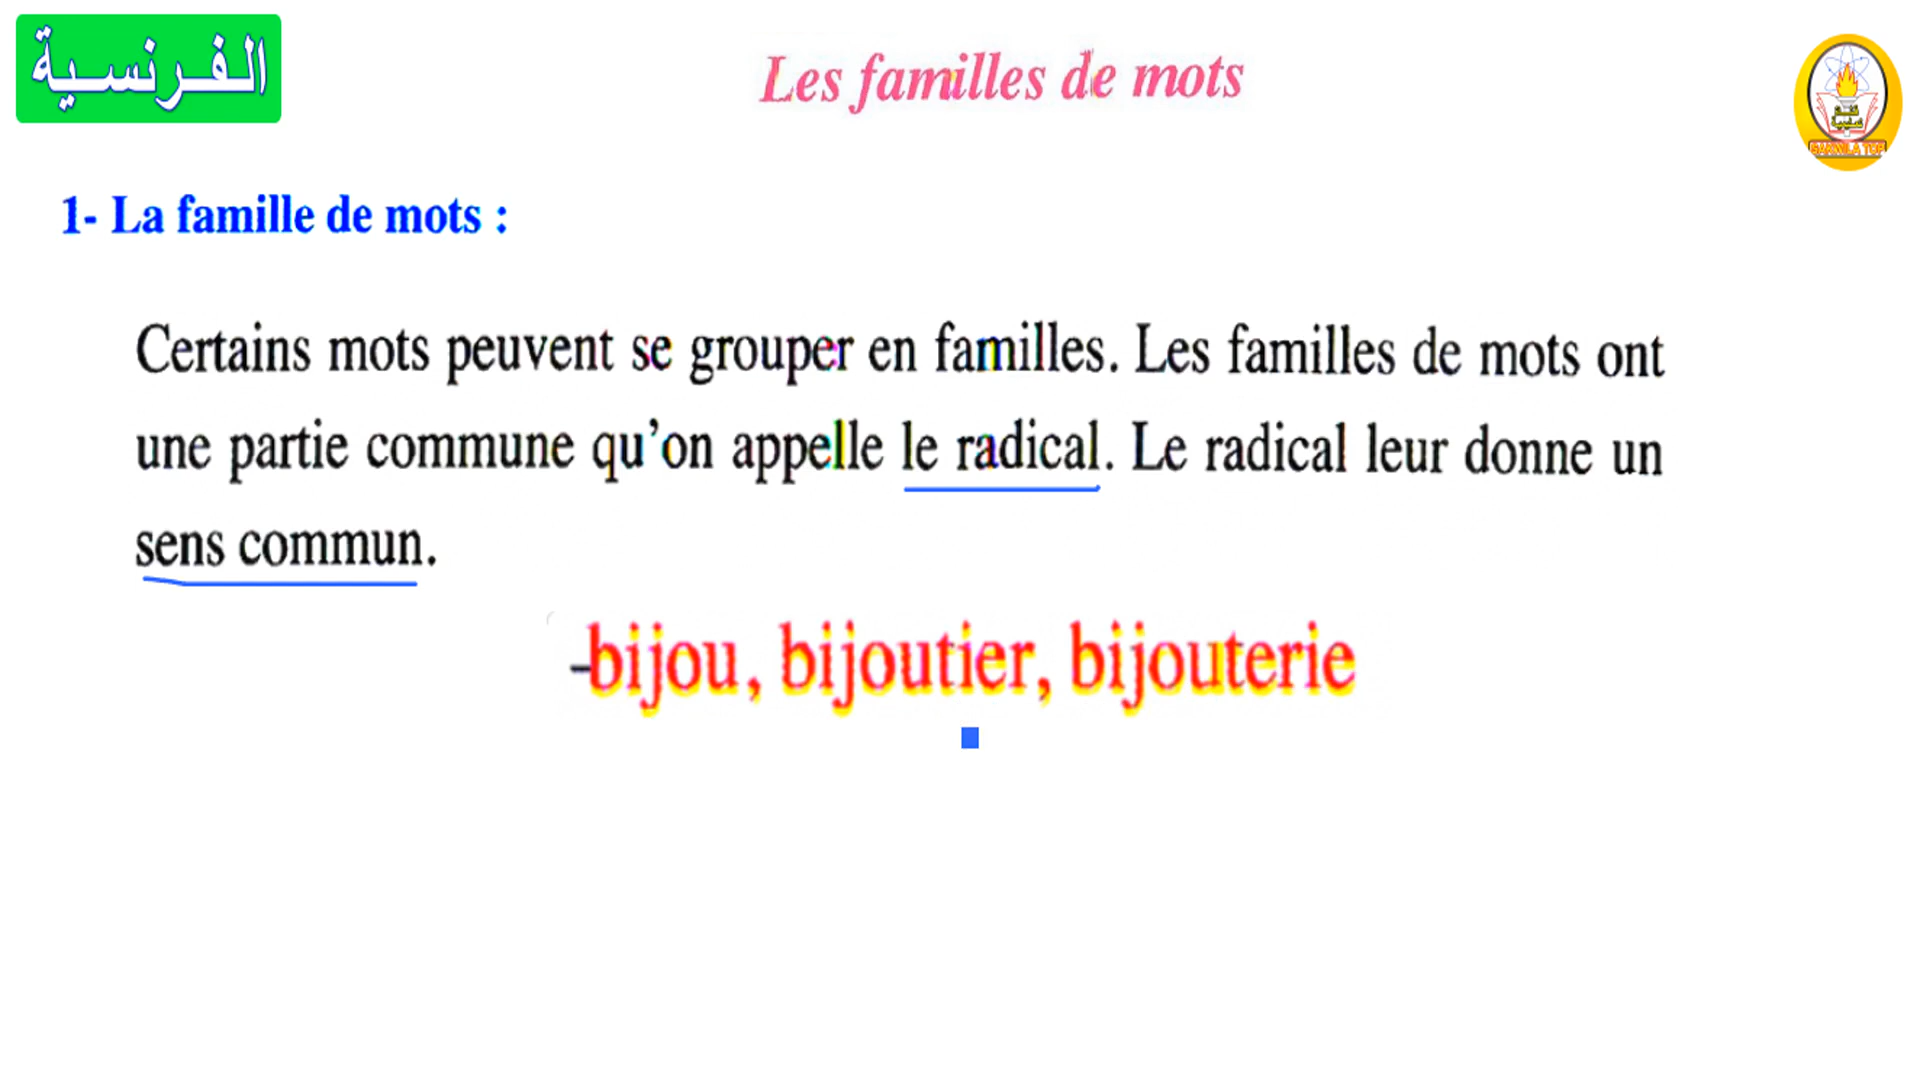 الفرنسية
Les familles de mots
1- La famille de mots :
Certains mots peuvent se grouper en familles. Les familles de mots ont
une partie commune qu’on appelle le radical. Le radical leur donne un
sens commun.
-bijou, bijoutier, bijouterie